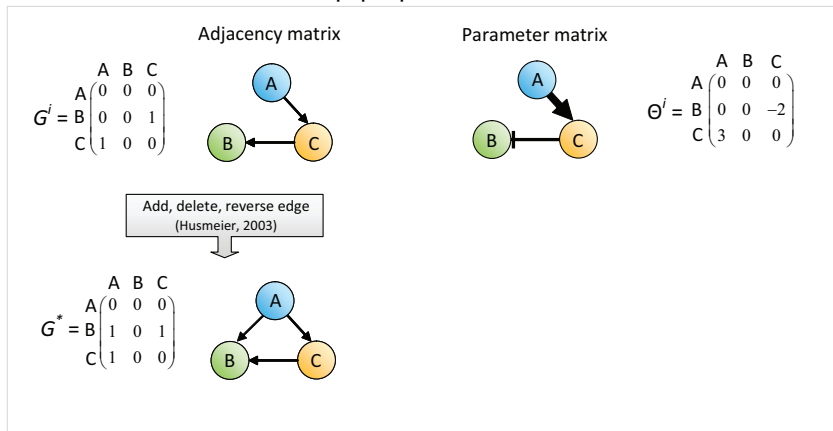 Adjacency matrix
Parameter matrix
A B C
G^i = A (0 0 0)
B (0 0 1)
C (1 0 0)
A
B
C
A
B
C
A B C
Θ^i = A (0 0 0)
B (0 0 −2)
C (3 0 0)
Add, delete, reverse edge
(Husmeier, 2003)
A B C
G^* = A (0 0 0)
B (1 0 1)
C (1 0 0)
A
B
C